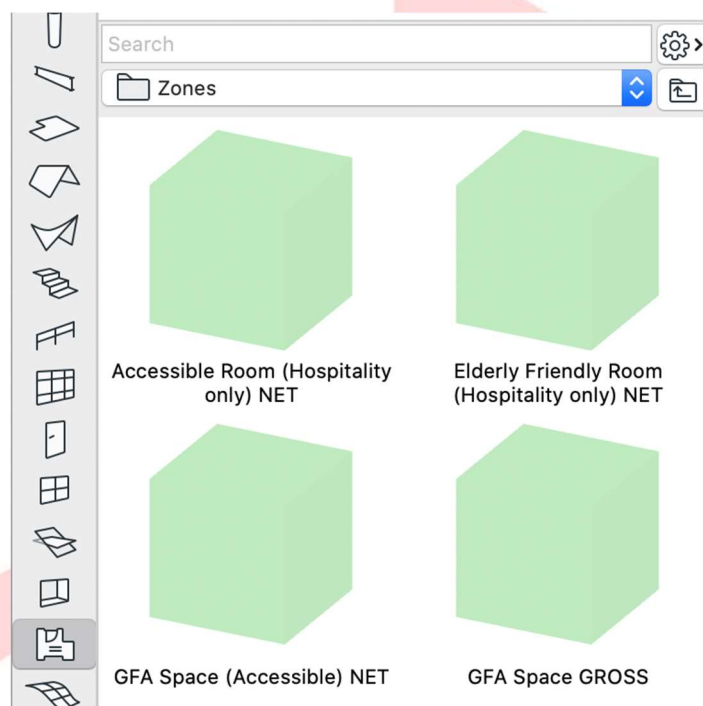 Search
Zones
Accessible Room (Hospitality
only) NET
Elderly Friendly Room
(Hospitality only) NET
GFA Space (Accessible) NET
GFA Space GROSS